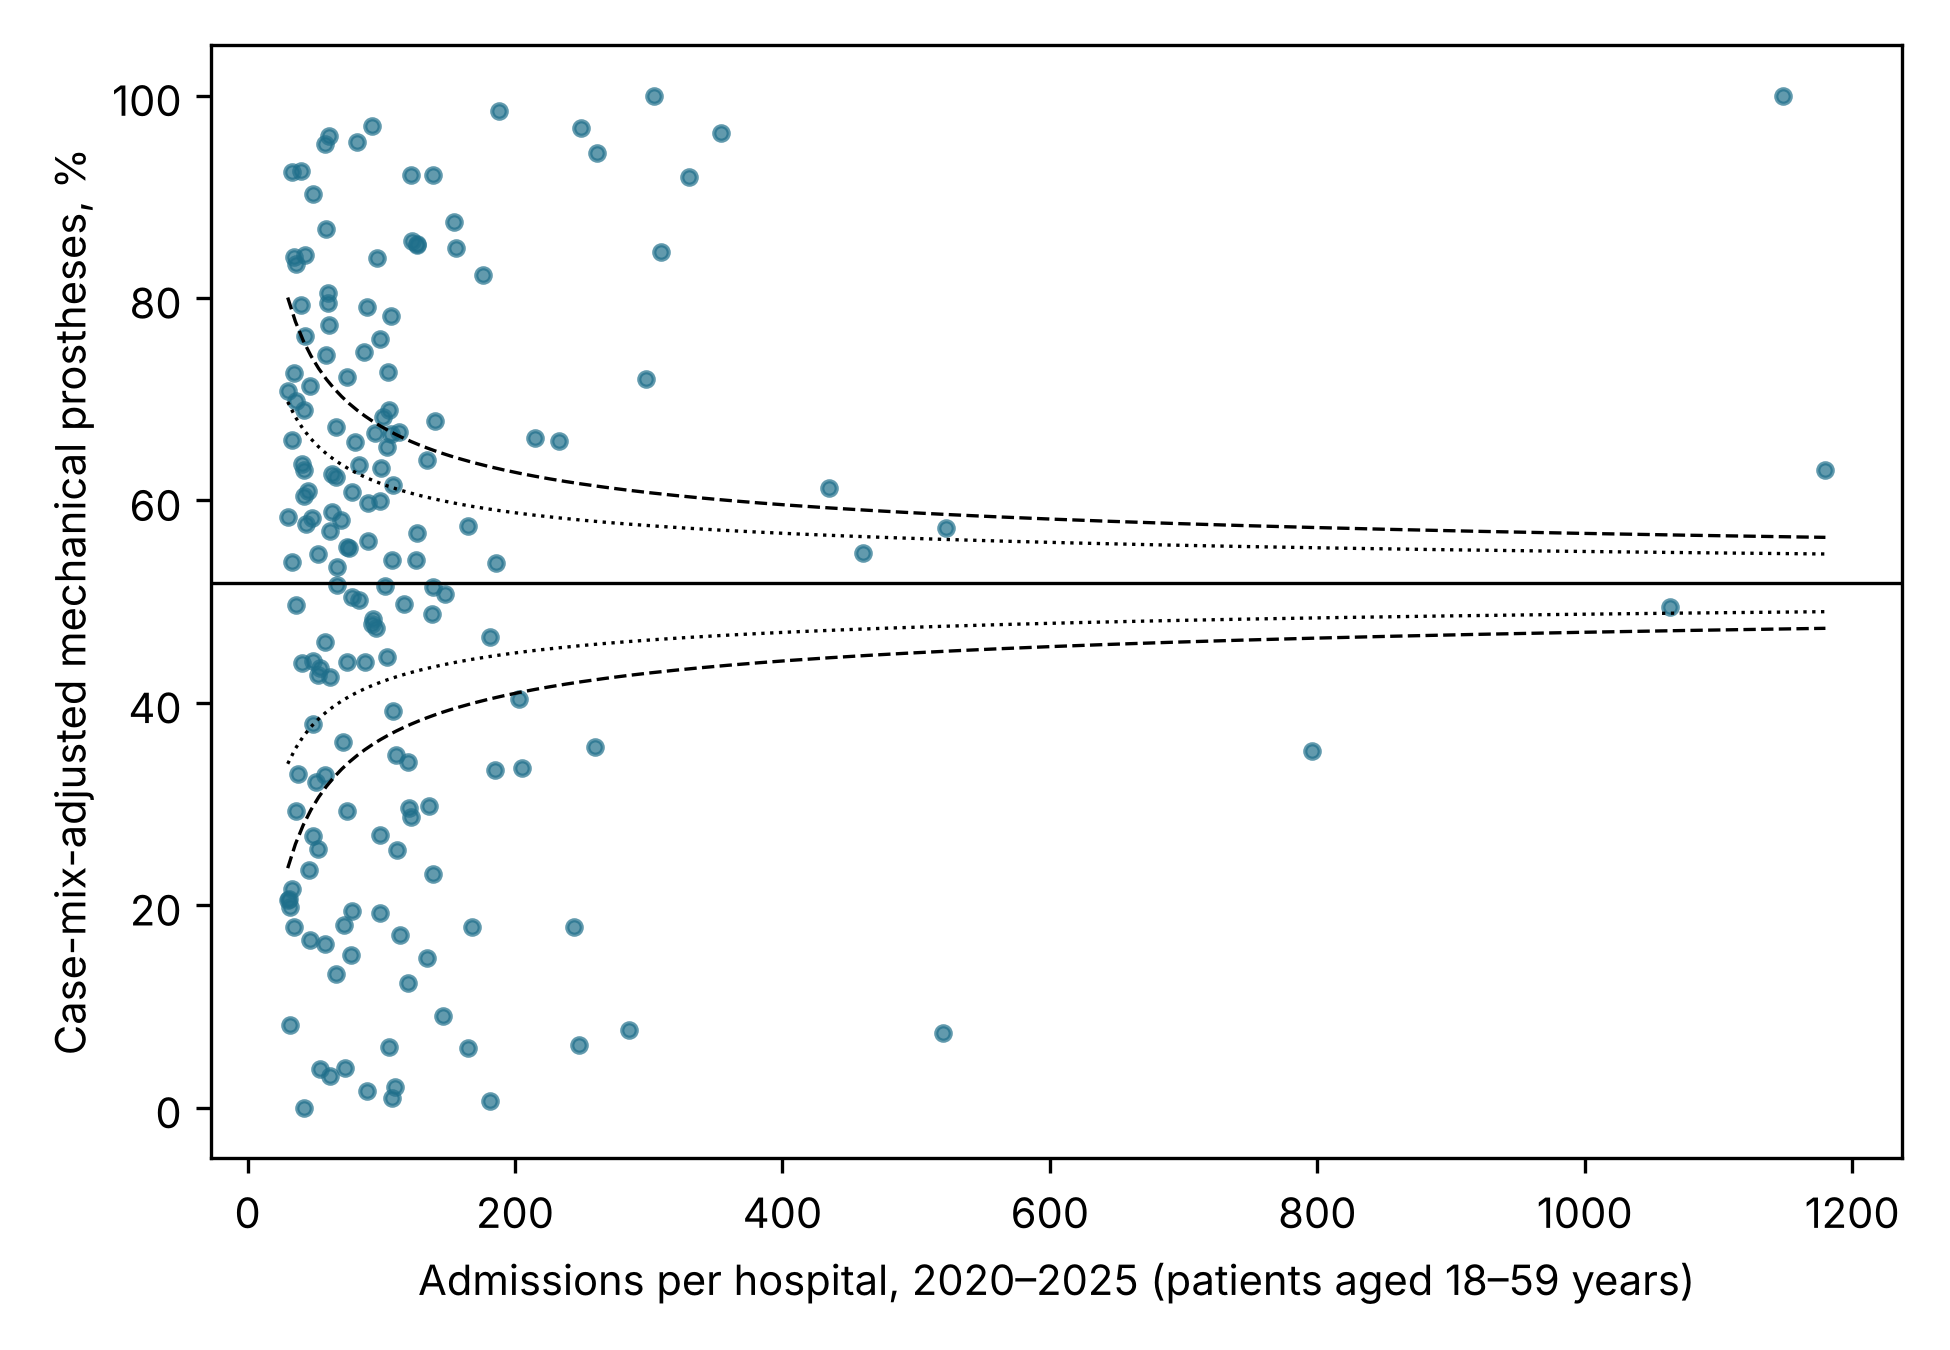 Case-mix-adjusted mechanical prostheses, %
100
80
60
40
20
0
0 200 400 600 800 1000 1200
Admissions per hospital, 2020–2025 (patients aged 18–59 years)